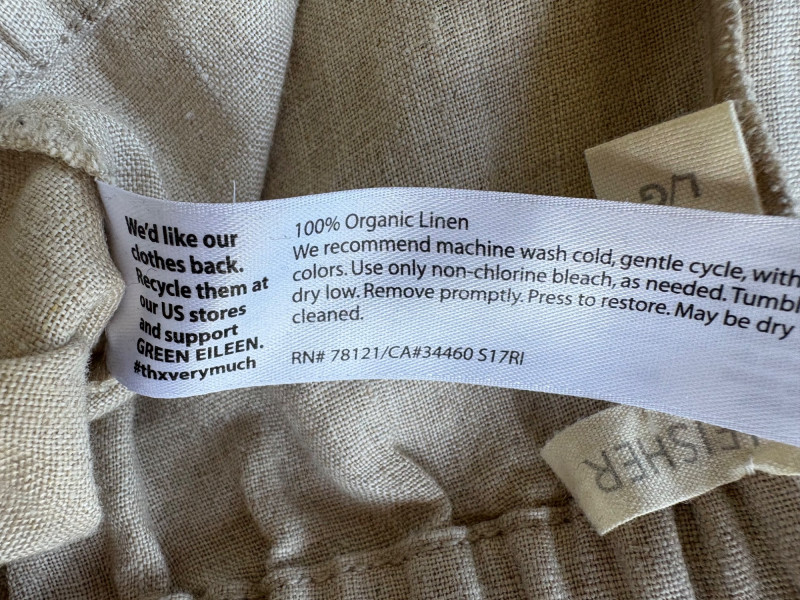 We'd like our
clothes back.
Recycle them at
our US stores
and support
GREEN EILEEN.
#thxverymuch
100% Organic Linen
We recommend machine wash cold, gentle cycle, with
colors. Use only non-chlorine bleach, as needed. Tumbl
dry low. Remove promptly. Press to restore. May be dry
cleaned.
RN# 78121/CA#34460 S17RI
L/G
FISHER